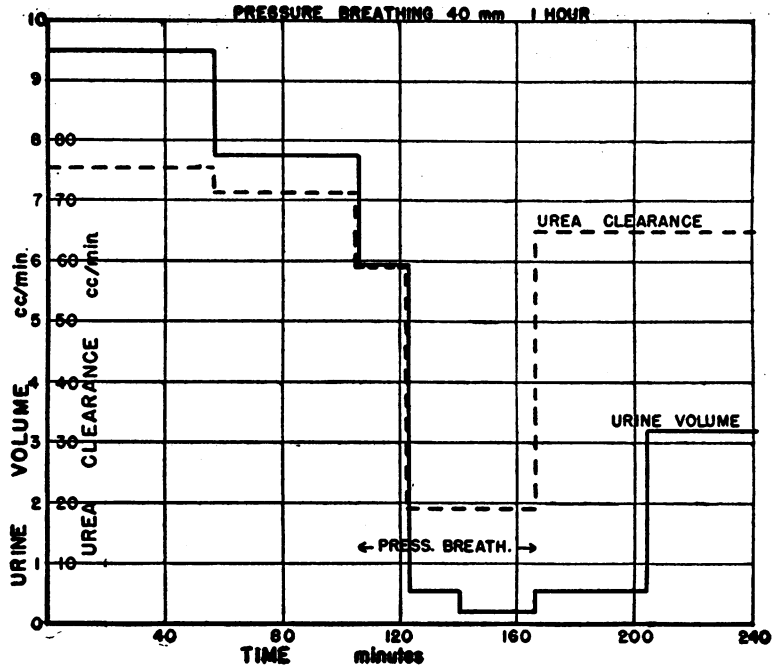 PRESSURE BREATHING 40 mm 1 HOUR
10
9
8 80
7 70
6 60
5 50
4 40
3 30
2 20
1 10
0
URINE VOLUME cc/min.
UREA CLEARANCE cc/min
UREA CLEARANCE
URINE VOLUME
← PRESS. BREATH. →
40 80 120 160 200 240
TIME minutes